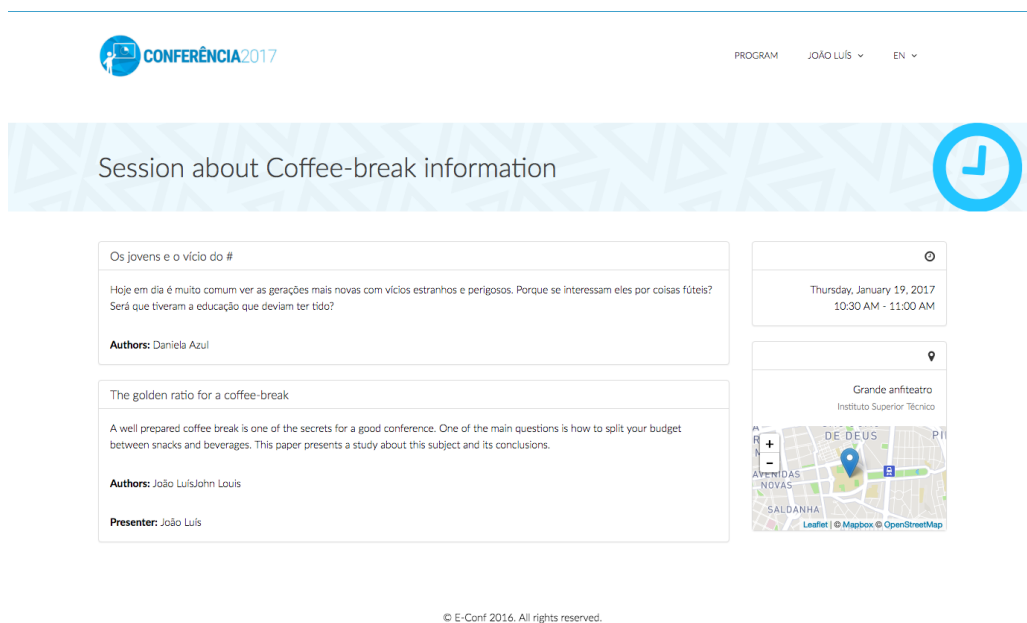 CONFERÊNCIA2017
PROGRAM JOÃO LUÍS EN
Session about Coffee-break information
Os jovens e o vício do #
Hoje em dia é muito comum ver as gerações mais novas com vícios estranhos e perigosos. Porque se interessam eles por coisas fúteis?
Será que tiveram a educação que deviam ter tido?
Authors: Daniela Azul
The golden ratio for a coffee-break
A well prepared coffee break is one of the secrets for a good conference. One of the main questions is how to split your budget
between snacks and beverages. This paper presents a study about this subject and its conclusions.
Authors: João LuísJohn Louis
Presenter: João Luís
Thursday, January 19, 2017
10:30 AM - 11:00 AM
Grande anfiteatro
Instituto Superior Técnico
+
−
DE DEUS
AVENIDAS
NOVAS
SALDANHA
Leaflet | © Mapbox © OpenStreetMap
© E-Conf 2016. All rights reserved.